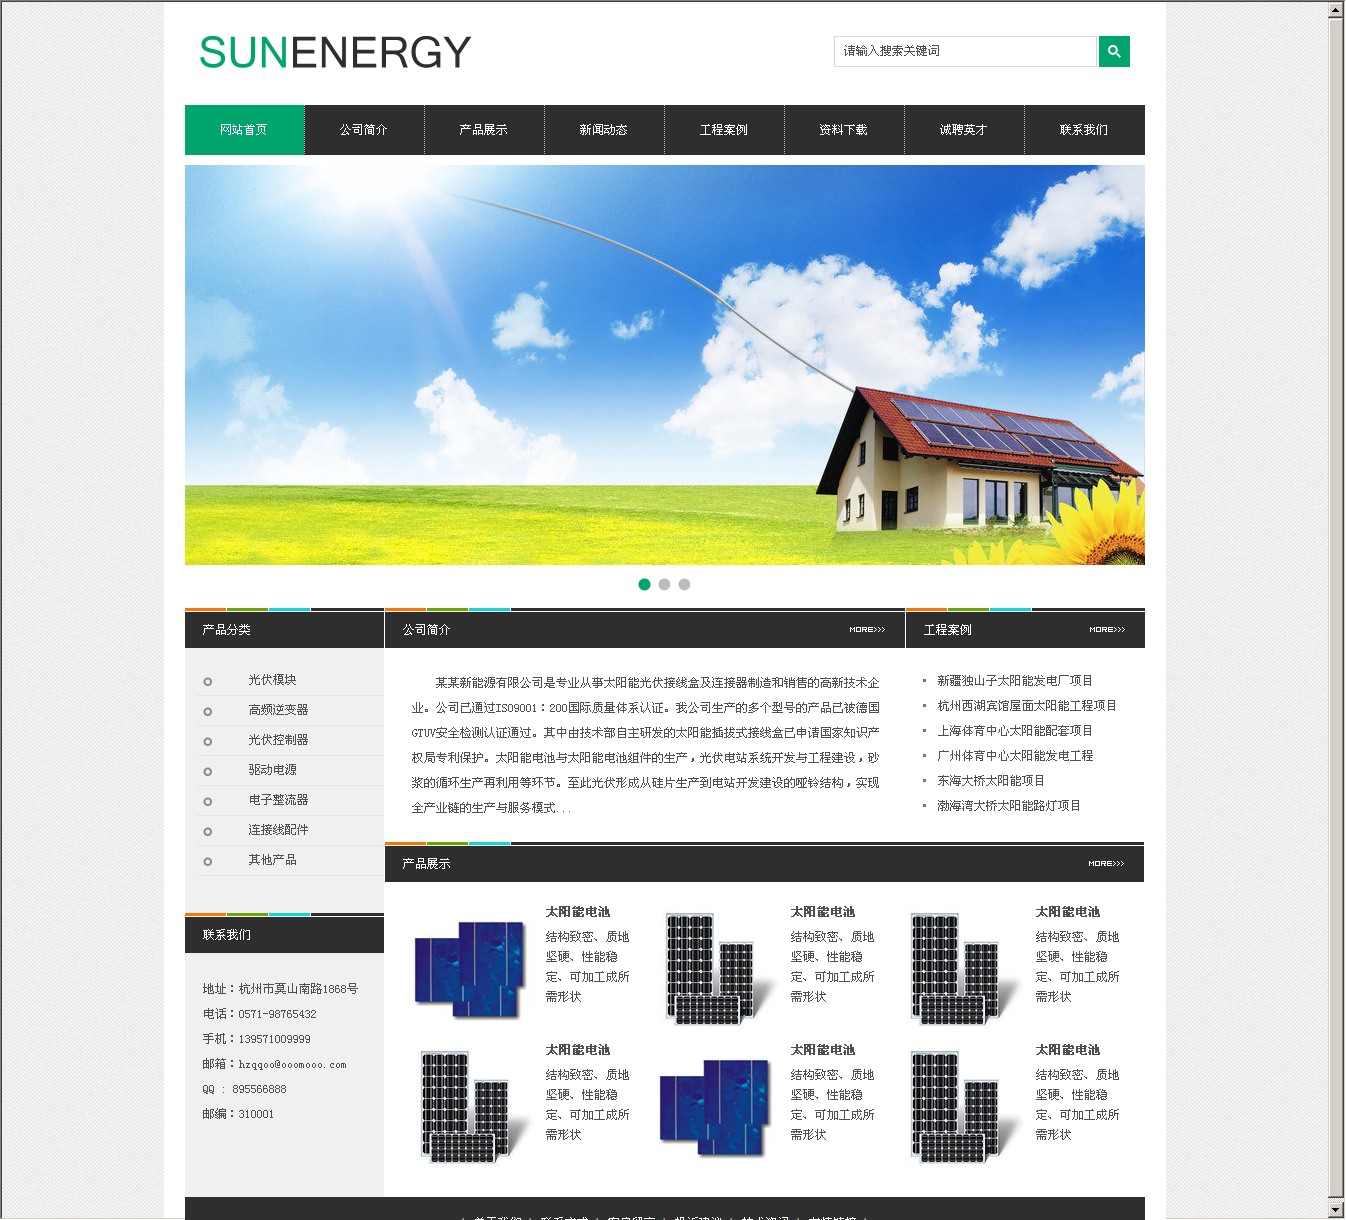 SUNENERGY
请输入搜索关键词
网站首页 公司简介 产品展示 新闻动态 工程案例 资料下载 诚聘英才 联系我们
产品分类
光伏模块
高频逆变器
光伏控制器
驱动电源
电子整流器
连接线配件
其他产品
联系我们
地址：杭州市莫山南路1868号
电话：0571-98765432
手机：139571009999
邮箱：hzqqoo@ooomooo.com
QQ : 895566888
邮编：310001
公司简介 MORE>>>
某某新能源有限公司是专业从事太阳能光伏接线盒及连接器制造和销售的高新技术企
业。公司已通过ISO9001：200国际质量体系认证。我公司生产的多个型号的产品已被德国
GTUV安全检测认证通过。其中由技术部自主研发的太阳能插拔式接线盒已申请国家知识产
权局专利保护。太阳能电池与太阳能电池组件的生产，光伏电站系统开发与工程建设，砂
浆的循环生产再利用等环节。至此光伏形成从硅片生产到电站开发建设的哑铃结构，实现
全产业链的生产与服务模式...
工程案例 MORE>>>
新疆独山子太阳能发电厂项目
杭州西湖宾馆屋面太阳能工程项目
上海体育中心太阳能配套项目
广州体育中心太阳能发电工程
东海大桥太阳能项目
渤海湾大桥太阳能路灯项目
产品展示 MORE>>>
太阳能电池
结构致密、质地
坚硬、性能稳
定、可加工成所
需形状
太阳能电池
结构致密、质地
坚硬、性能稳
定、可加工成所
需形状
太阳能电池
结构致密、质地
坚硬、性能稳
定、可加工成所
需形状
太阳能电池
结构致密、质地
坚硬、性能稳
定、可加工成所
需形状
太阳能电池
结构致密、质地
坚硬、性能稳
定、可加工成所
需形状
太阳能电池
结构致密、质地
坚硬、性能稳
定、可加工成所
需形状